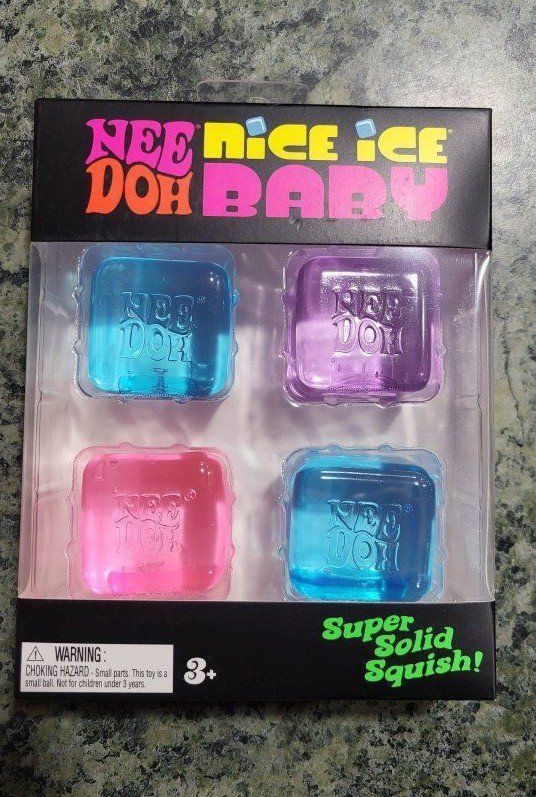 NEE® nice ice®
DOH BABY
NEE™
DOH
NEE
DOH
NEE®
DOH
NEE®
DOH
Super
Solid
Squish!
⚠ WARNING:
CHOKING HAZARD - Small parts. This toy is a
small ball. Not for children under 3 years.
3+